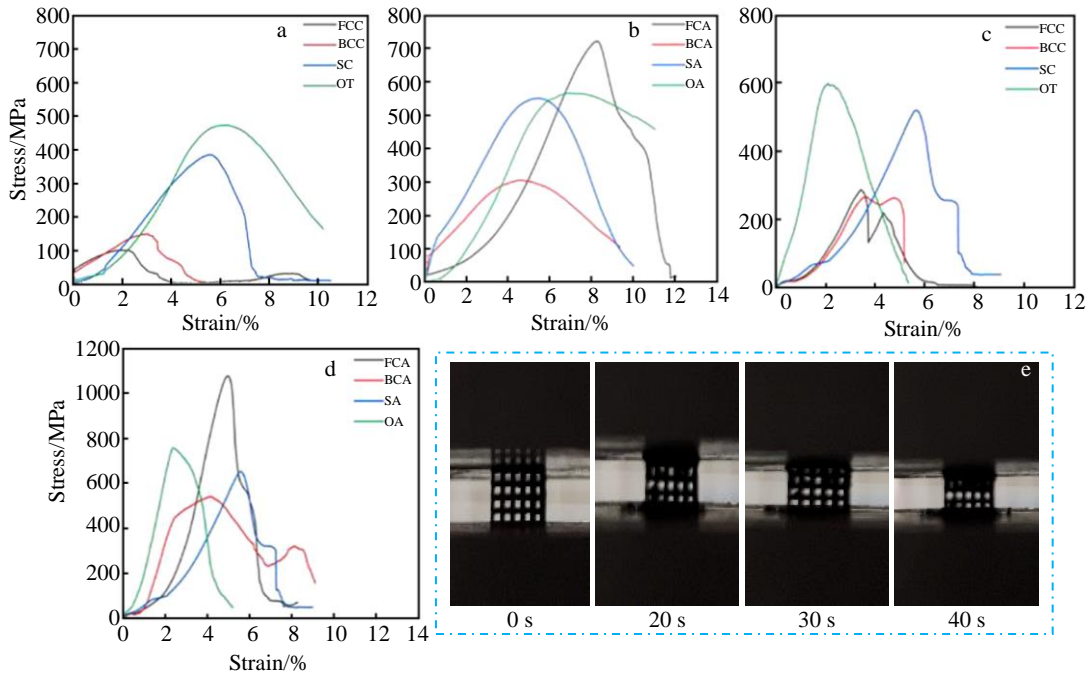 800
700
600
500
400
300
200
100
0
0 2 4 6 8 10 12
Stress/MPa
Strain/%
a
FCC
BCC
SC
OT
800
700
600
500
400
300
200
100
0
0 2 4 6 8 10 12 14
Strain/%
b
FCA
BCA
SA
OA
800
600
400
200
0
0 2 4 6 8 10 12
Strain/%
c
FCC
BCC
SC
OT
1200
1000
800
600
400
200
0
0 2 4 6 8 10 12 14
Stress/MPa
Strain/%
d
FCA
BCA
SA
OA
e
0 s 20 s 30 s 40 s